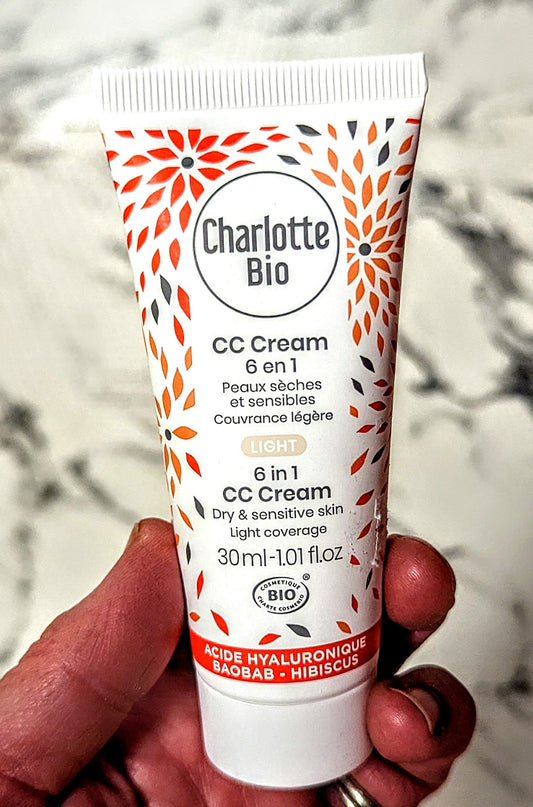 Charlotte
Bio
CC Cream
6 en 1
Peaux sèches
et sensibles
Couvrance légère
LIGHT
6 in 1
CC Cream
Dry & sensitive skin
Light coverage
30ml-1.01 fl.oz
COSMETIQUE
BIO
CHARTE COSMEBIO
®
ACIDE HYALURONIQUE
BAOBAB - HIBISCUS